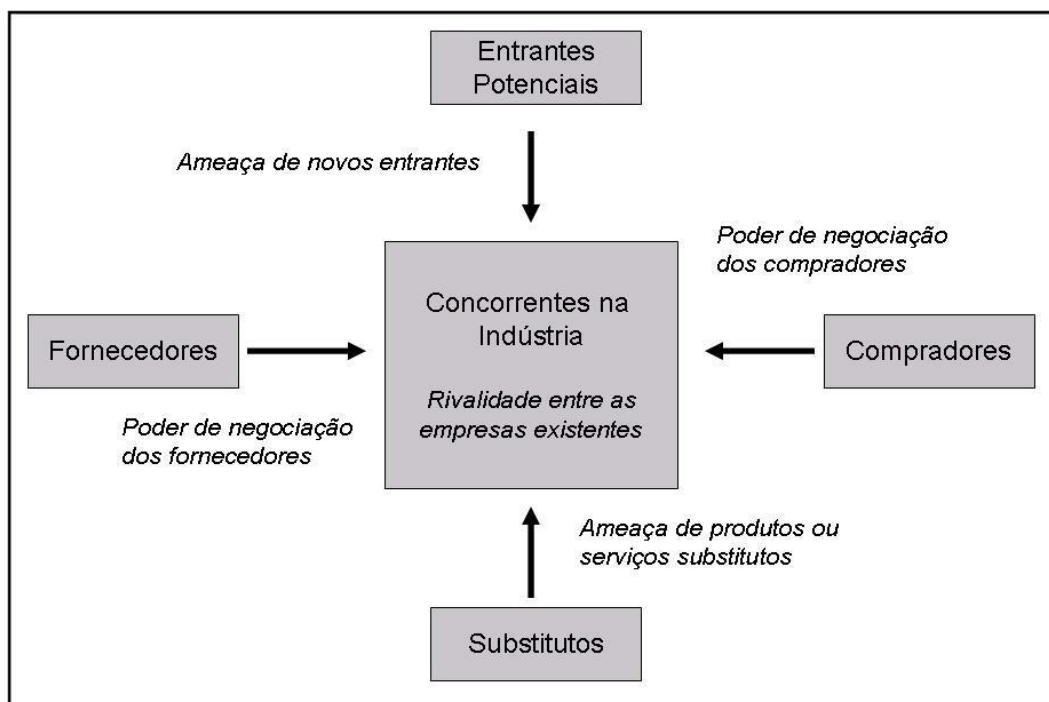 Entrantes
Potenciais
Ameaça de novos entrantes
Poder de negociação
dos compradores
Concorrentes na
Indústria
Fornecedores
Compradores
Rivalidade entre as
empresas existentes
Poder de negociação
dos fornecedores
Ameaça de produtos ou
serviços substitutos
Substitutos